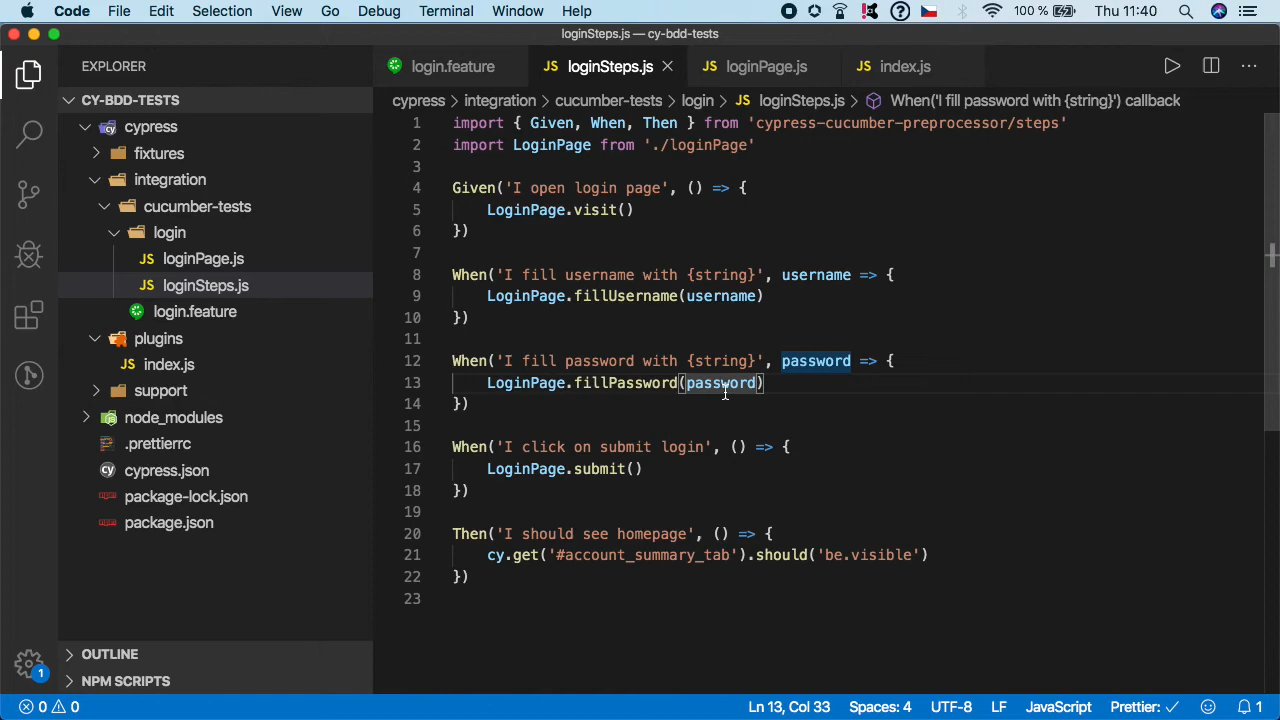 Code File Edit Selection View Go Debug Terminal Window Help 100 % Thu 11:40
loginSteps.js — cy-bdd-tests
EXPLORER
CY-BDD-TESTS
cypress
fixtures
integration
cucumber-tests
login
JS loginPage.js
JS loginSteps.js
login.feature
plugins
JS index.js
support
node_modules
.prettierrc
cypress.json
package-lock.json
package.json
OUTLINE
NPM SCRIPTS
1
login.feature JS loginSteps.js JS loginPage.js JS index.js
cypress > integration > cucumber-tests > login > JS loginSteps.js > When('I fill password with {string}') callback
1 import { Given, When, Then } from 'cypress-cucumber-preprocessor/steps'
2 import LoginPage from './loginPage'
3
4 Given('I open login page', () => {
5 LoginPage.visit()
6 })
7
8 When('I fill username with {string}', username => {
9 LoginPage.fillUsername(username)
10 })
11
12 When('I fill password with {string}', password => {
13 LoginPage.fillPassword(password)
14 })
15
16 When('I click on submit login', () => {
17 LoginPage.submit()
18 })
19
20 Then('I should see homepage', () => {
21 cy.get('#account_summary_tab').should('be.visible')
22 })
23
0 0 Ln 13, Col 33 Spaces: 4 UTF-8 LF JavaScript Prettier: ✓ 1